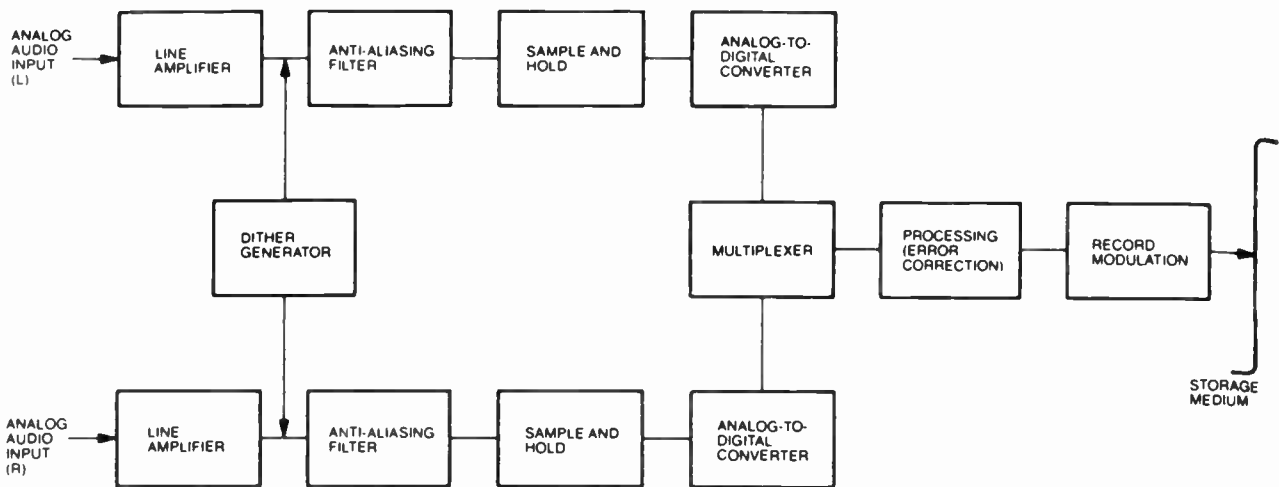 ANALOG
AUDIO
INPUT
(L)
LINE
AMPLIFIER
ANTI-ALIASING
FILTER
SAMPLE AND
HOLD
ANALOG-TO-
DIGITAL
CONVERTER
DITHER
GENERATOR
MULTIPLEXER
PROCESSING
(ERROR
CORRECTION)
RECORD
MODULATION
STORAGE
MEDIUM
ANALOG
AUDIO
INPUT
(R)
LINE
AMPLIFIER
ANTI-ALIASING
FILTER
SAMPLE AND
HOLD
ANALOG-TO-
DIGITAL
CONVERTER